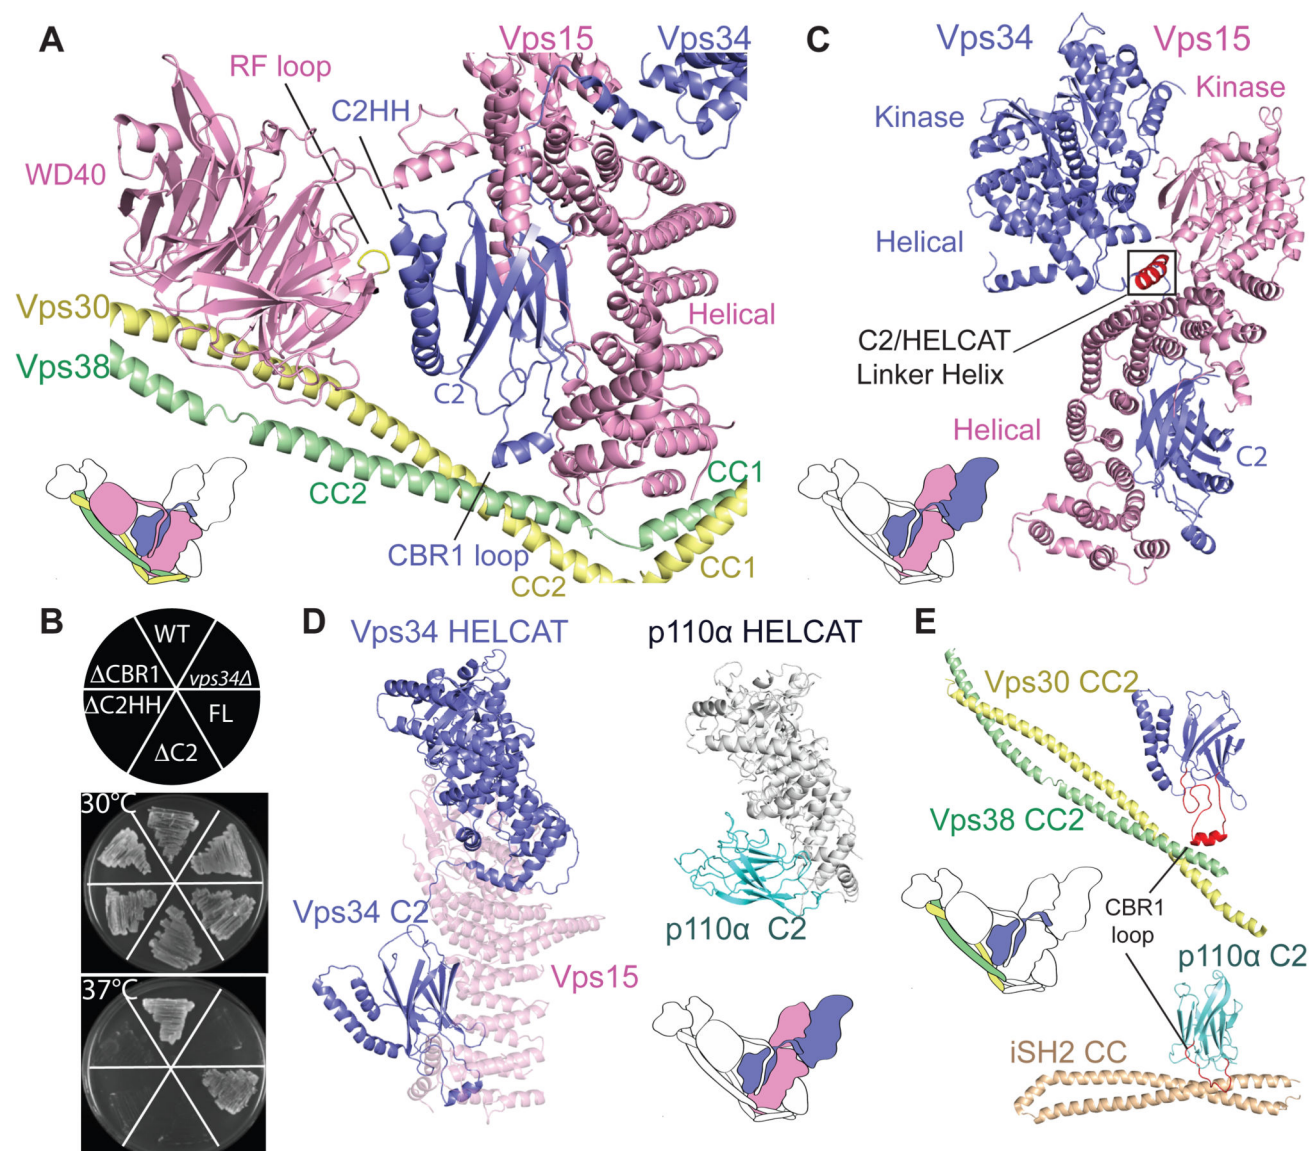 A
Vps15
Vps34
RF loop
C2HH
WD40
Vps30
Vps38
Helical
C2
CC2
CBR1 loop
CC2
CC1
CC1
C
Vps34
Vps15
Kinase
Kinase
Helical
C2/HELCAT
Linker Helix
Helical
C2
B
WT
ΔCBR1
vps34Δ
ΔC2HH
FL
ΔC2
30°C
37°C
D
Vps34 HELCAT
p110α HELCAT
Vps34 C2
p110α C2
Vps15
E
Vps30 CC2
Vps38 CC2
CBR1
loop
p110α C2
iSH2 CC